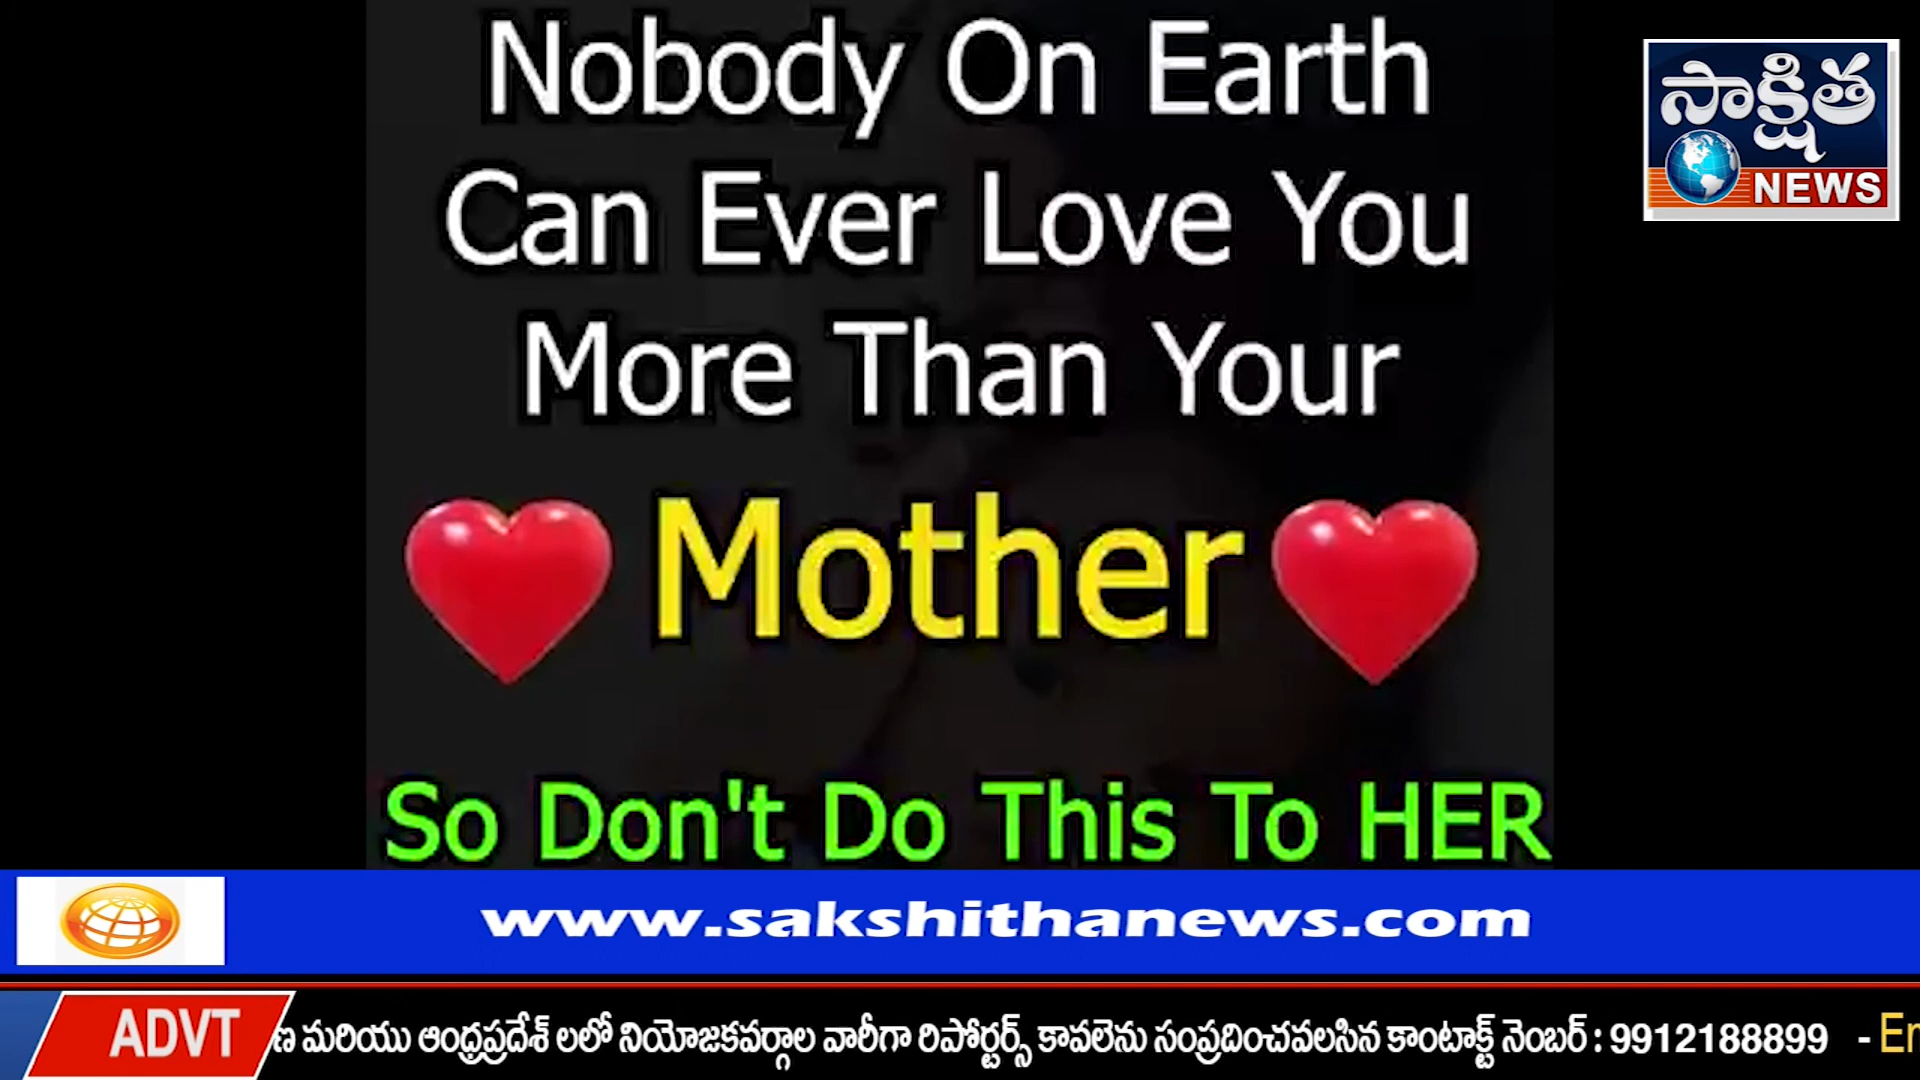 Nobody On Earth
Can Ever Love You
More Than Your
Mother
So Don't Do This To HER
సాక్షిత
NEWS
www.sakshithanews.com
ADVT
ణ మరియు ఆంధ్రప్రదేశ్ లలో నియోజకవర్గాల వారీగా రిపోర్టర్స్ కావలెను సంప్రదించవలసిన కాంటాక్ట్ నెంబర్ : 9912188899 -